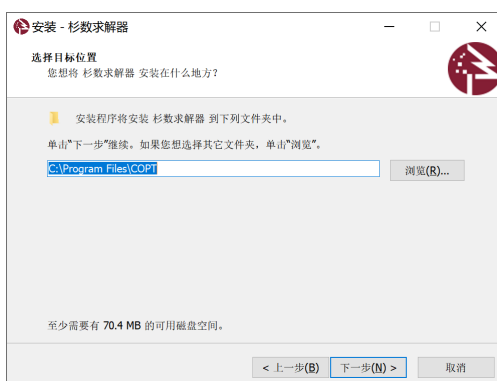 安装 - 杉数求解器
选择目标位置
您想将 杉数求解器 安装在什么地方？
安装程序将安装 杉数求解器 到下列文件夹中。
单击“下一步”继续。如果您想选择其它文件夹，单击“浏览”。
C:\Program Files\COPT
浏览(R)...
至少需要有 70.4 MB 的可用磁盘空间。
< 上一步(B) 下一步(N) > 取消